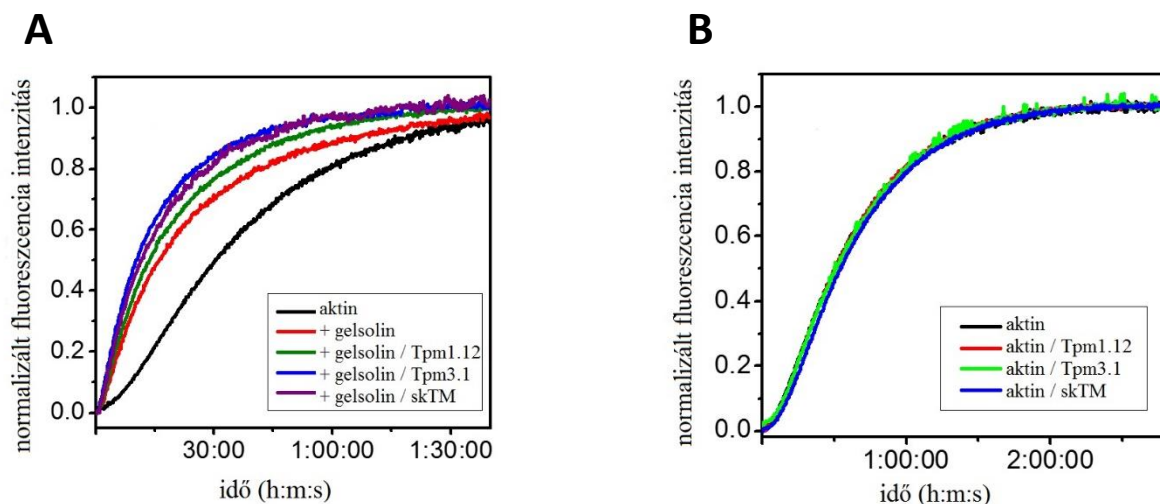 A
normalizált fluoreszcencia intenzitás
1.0
0.8
0.6
0.4
0.2
0.0
aktin
+ gelsolin
+ gelsolin / Tpm1.12
+ gelsolin / Tpm3.1
+ gelsolin / skTM
30:00
1:00:00
1:30:00
idő (h:m:s)
B
normalizált fluoreszcencia intenzitás
1.0
0.8
0.6
0.4
0.2
0.0
aktin
aktin / Tpm1.12
aktin / Tpm3.1
aktin / skTM
1:00:00
2:00:00
idő (h:m:s)